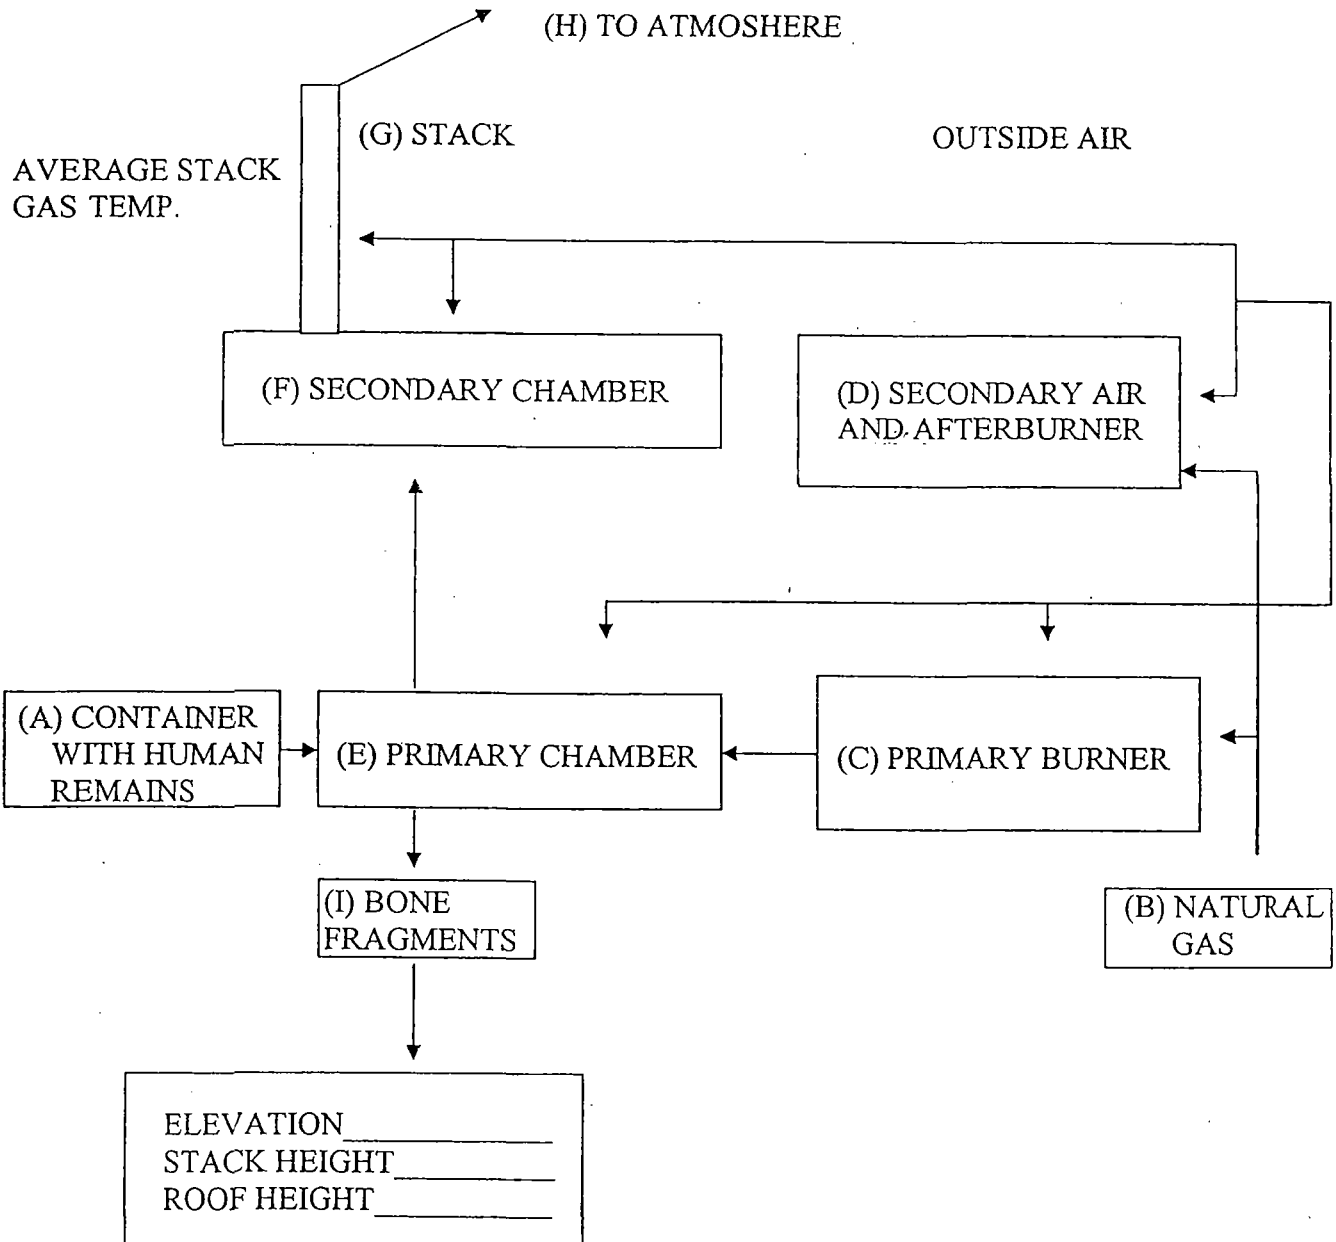 (H) TO ATMOSHERE
(G) STACK
OUTSIDE AIR
AVERAGE STACK
GAS TEMP.
(F) SECONDARY CHAMBER
(D) SECONDARY AIR
AND AFTERBURNER
(A) CONTAINER
WITH HUMAN
REMAINS
(E) PRIMARY CHAMBER
(C) PRIMARY BURNER
(I) BONE
FRAGMENTS
(B) NATURAL
GAS
ELEVATION
STACK HEIGHT
ROOF HEIGHT